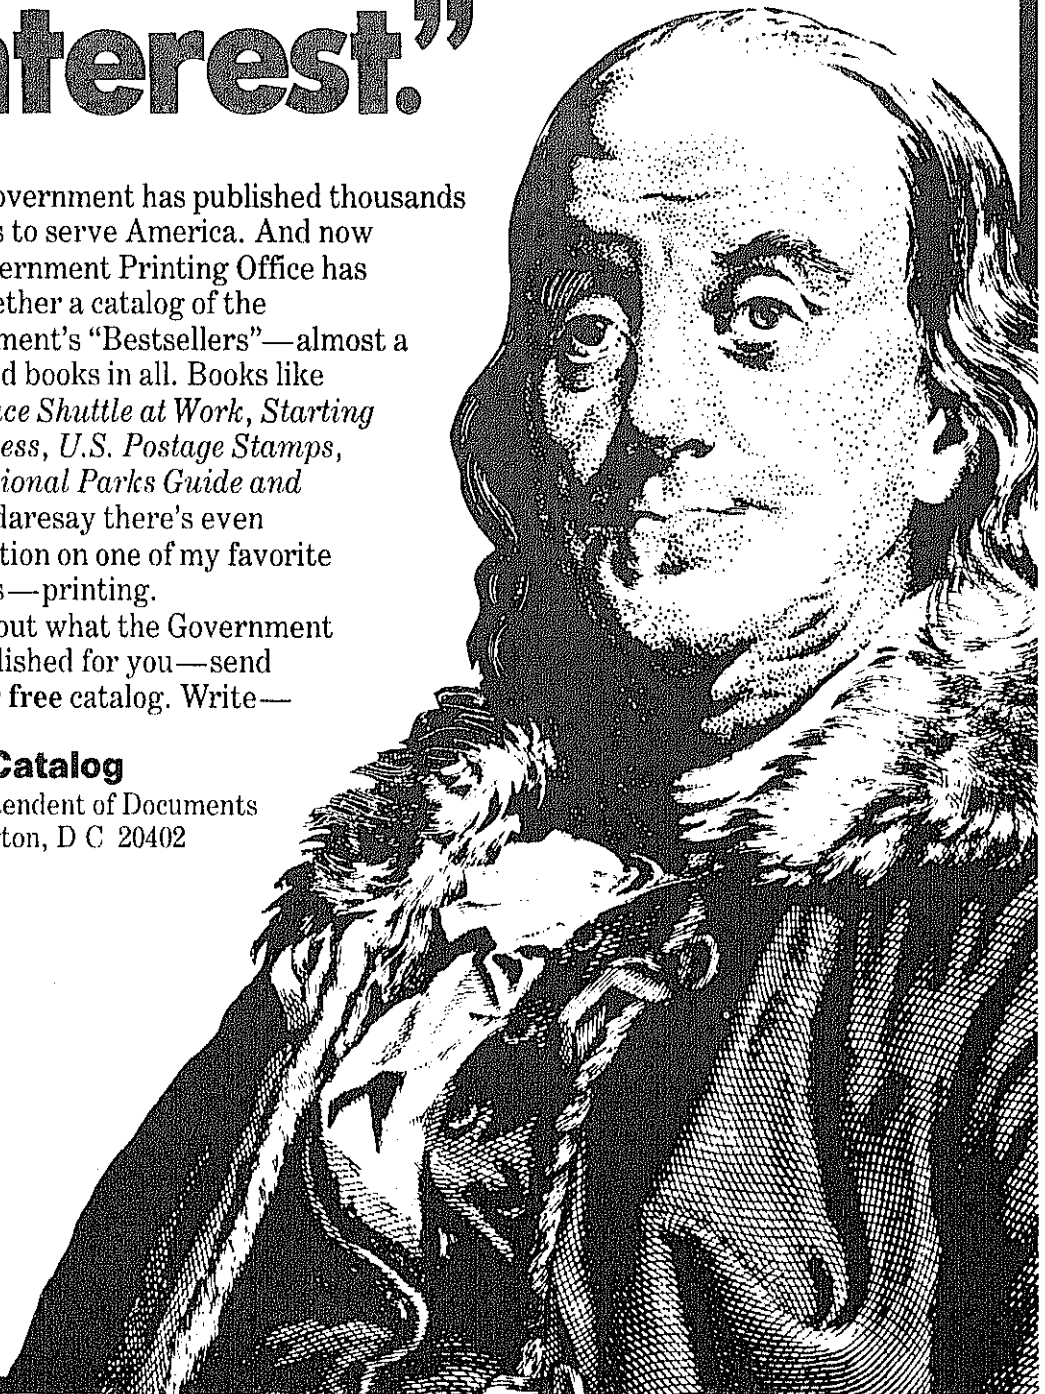 nterest.”
overnment has published thousands
s to serve America. And now
ernment Printing Office has
ether a catalog of the
ment's “Bestsellers”—almost a
d books in all. Books like
ce Shuttle at Work, Starting
ess, U.S. Postage Stamps,
ional Parks Guide and
daresay there's even
tion on one of my favorite
s—printing.
out what the Government
lished for you—send
free catalog. Write—
Catalog
endent of Documents
ton, D C 20402